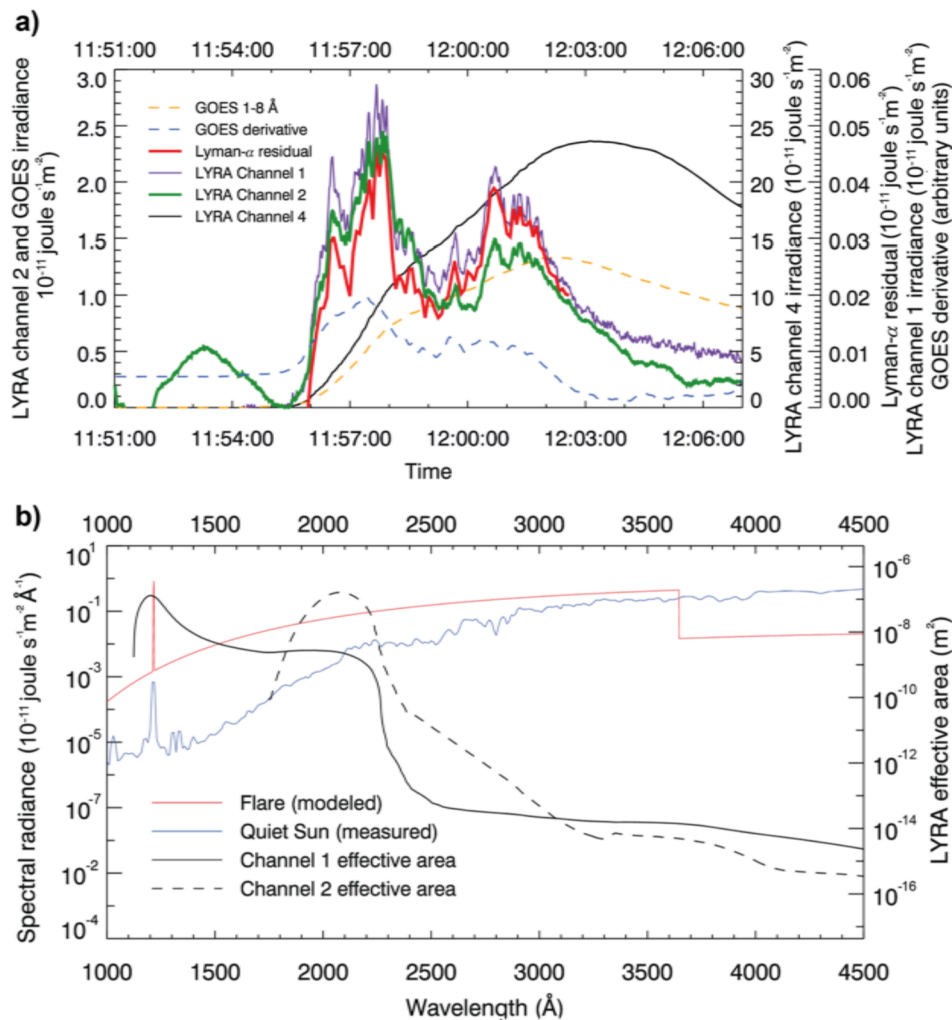 a)
11:51:00 11:54:00 11:57:00 12:00:00 12:03:00 12:06:00
LYRA channel 2 and GOES irradiance
10⁻¹¹ joule s⁻¹m⁻²
3.0
2.5
2.0
1.5
1.0
0.5
0.0
GOES 1-8 Å
GOES derivative
Lyman-α residual
LYRA Channel 1
LYRA Channel 2
LYRA Channel 4
30
25
20
15
10
5
0
LYRA channel 4 irradiance (10⁻¹¹ joule s⁻¹m⁻²)
0.06
0.05
0.04
0.03
0.02
0.01
0.00
Lyman-α residual (10⁻¹¹ joule s⁻¹m⁻²)
LYRA channel 1 irradiance (10⁻¹¹ joule s⁻¹m⁻²)
GOES derivative (arbitrary units)
11:51:00 11:54:00 11:57:00 12:00:00 12:03:00 12:06:00
Time
b)
1000 1500 2000 2500 3000 3500 4000 4500
Spectral radiance (10⁻¹¹ joule s⁻¹m⁻² Å⁻¹)
10¹
10⁻¹
10⁻³
10⁻⁵
10⁻⁷
10⁻²
10⁻⁴
Flare (modeled)
Quiet Sun (measured)
Channel 1 effective area
Channel 2 effective area
10⁻⁶
10⁻⁸
10⁻¹⁰
10⁻¹²
10⁻¹⁴
10⁻¹⁶
LYRA effective area (m²)
1000 1500 2000 2500 3000 3500 4000 4500
Wavelength (Å)